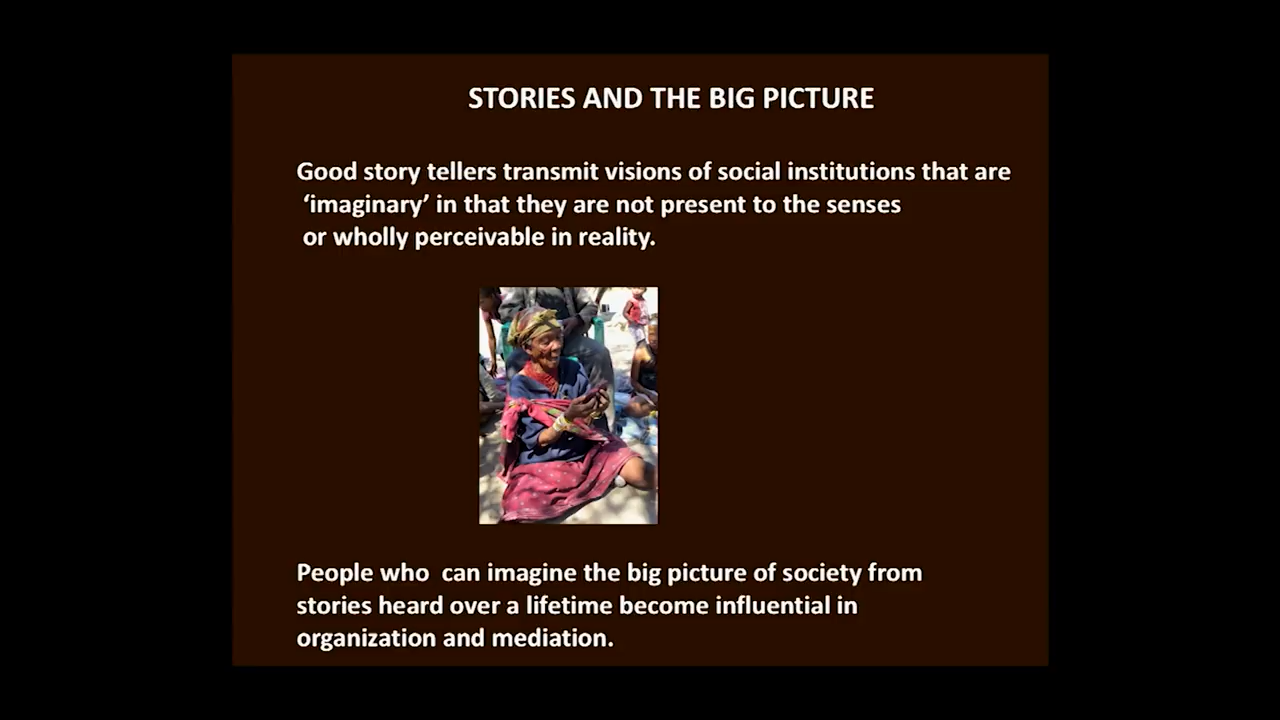 STORIES AND THE BIG PICTURE
Good story tellers transmit visions of social institutions that are
‘imaginary’ in that they are not present to the senses
or wholly perceivable in reality.
People who can imagine the big picture of society from
stories heard over a lifetime become influential in
organization and mediation.